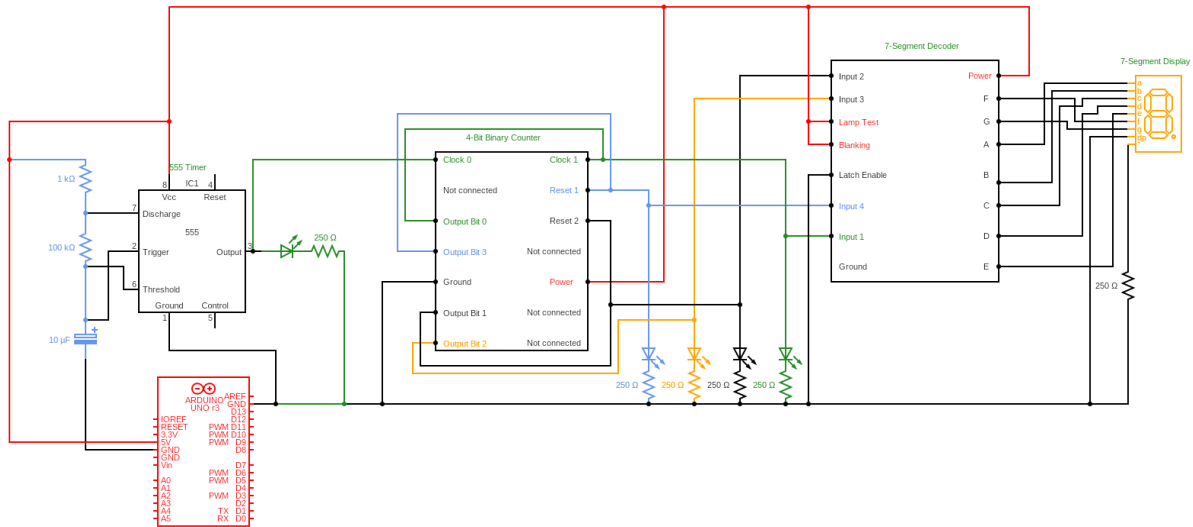 7-Segment Decoder
7-Segment Display
Input 2
Power
Input 3
F
Lamp Test
G
Blanking
A
Latch Enable
B
Input 4
C
Input 1
D
Ground
E
a
b
c
d
e
f
g
dp
250 Ω
4-Bit Binary Counter
Clock 0
Clock 1
Not connected
Reset 1
Output Bit 0
Reset 2
Output Bit 3
Not connected
Ground
Power
Output Bit 1
Not connected
Output Bit 2
Not connected
555 Timer
1 kΩ
8
IC1
4
Vcc
Reset
7
Discharge
555
100 kΩ
2
Trigger
Output
3
6
Threshold
Ground
Control
1
5
10 µF
+
250 Ω
250 Ω
250 Ω
250 Ω
250 Ω
ARDUINO
UNO r3
AREF
GND
D13
IOREF
D12
RESET
PWM D11
3.3V
PWM D10
5V
PWM D9
GND
D8
GND
Vin
D7
PWM D6
A0
PWM D5
A1
D4
A2
PWM D3
A3
D2
A4
TX D1
A5
RX D0